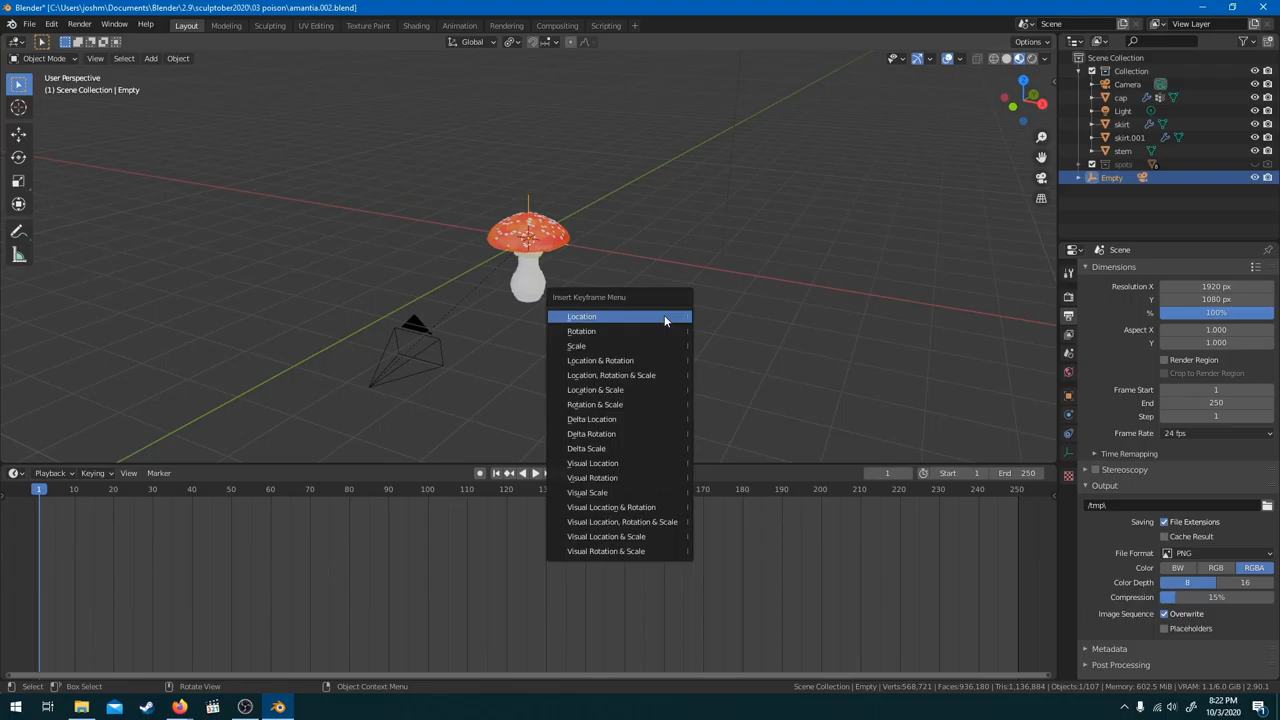 Blender* [C:\Users\joshm\Documents\Blender\2.9\sculptober2020\03 poison\amantia.002.blend]
File Edit Render Window Help Layout Modeling Sculpting UV Editing Texture Paint Shading Animation Rendering Compositing Scripting + Scene View Layer
Global Options
Object Mode View Select Add Object
User Perspective
(1) Scene Collection | Empty
Z
Y
X
Scene Collection
Collection
Camera
cap
Light
skirt
skirt.001
stem
spots
8
Empty
Scene
Dimensions
Resolution X 1920 px
Y 1080 px
% 100%
Aspect X 1.000
Y 1.000
Render Region
Crop to Render Region
Frame Start 1
End 250
Step 1
Frame Rate 24 fps
Time Remapping
Stereoscopy
Output
/tmp\
Saving File Extensions
Cache Result
File Format PNG
Color BW RGB RGBA
Color Depth 8 16
Compression 15%
Image Sequence Overwrite
Placeholders
Metadata
Post Processing
Insert Keyframe Menu
Location I
Rotation I
Scale I
Location & Rotation I
Location, Rotation & Scale I
Location & Scale I
Rotation & Scale I
Delta Location I
Delta Rotation I
Delta Scale I
Visual Location I
Visual Rotation I
Visual Scale I
Visual Location & Rotation I
Visual Location, Rotation & Scale I
Visual Location & Scale I
Visual Rotation & Scale I
Playback Keying View Marker 1 Start 1 End 250
1 10 20 30 40 50 60 70 80 90 100 110 120 170 180 190 200 210 220 230 240 250
Select Box Select Rotate View Object Context Menu Scene Collection | Empty | Verts:568,721 | Faces:936,180 | Tris:1,136,884 | Objects:1/107 | Memory: 602.5 MiB | VRAM: 1.1/6.0 GiB | 2.90.1
8:22 PM
10/3/2020